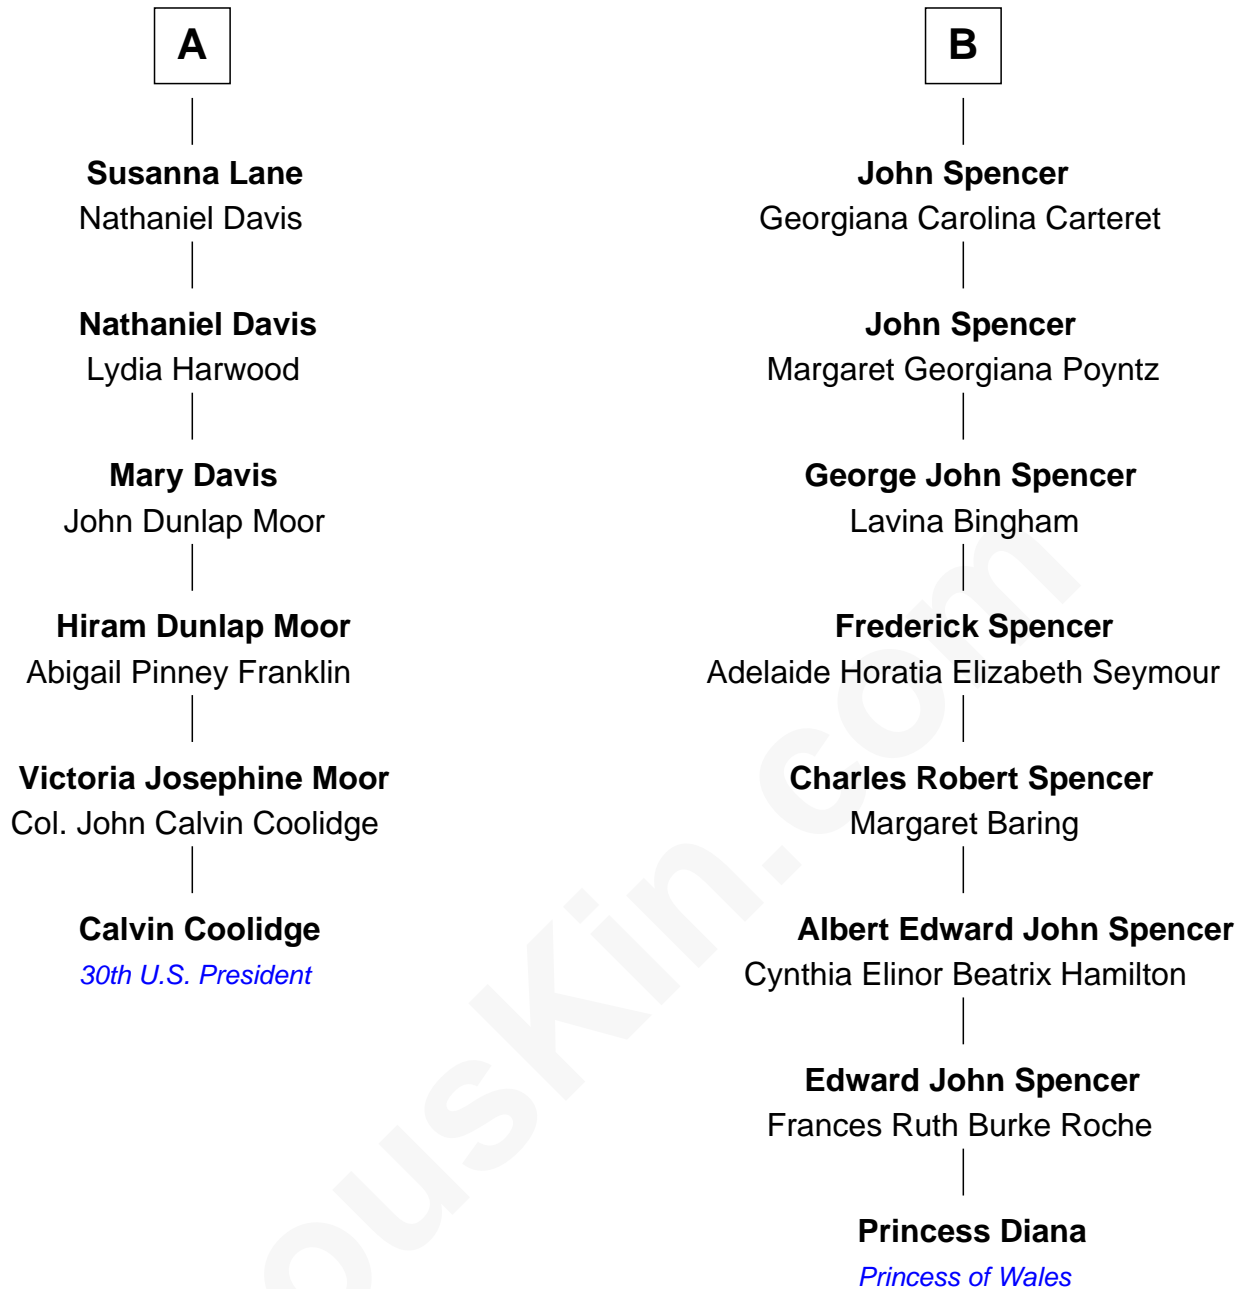 A
Susanna Lane
Nathaniel Davis
Nathaniel Davis
Lydia Harwood
Mary Davis
John Dunlap Moor
Hiram Dunlap Moor
Abigail Pinney Franklin
Victoria Josephine Moor
Col. John Calvin Coolidge
Calvin Coolidge
30th U.S. President
B
John Spencer
Georgiana Carolina Carteret
John Spencer
Margaret Georgiana Poyntz
George John Spencer
Lavina Bingham
Frederick Spencer
Adelaide Horatia Elizabeth Seymour
Charles Robert Spencer
Margaret Baring
Albert Edward John Spencer
Cynthia Elinor Beatrix Hamilton
Edward John Spencer
Frances Ruth Burke Roche
Princess Diana
Princess of Wales
ousKin.com